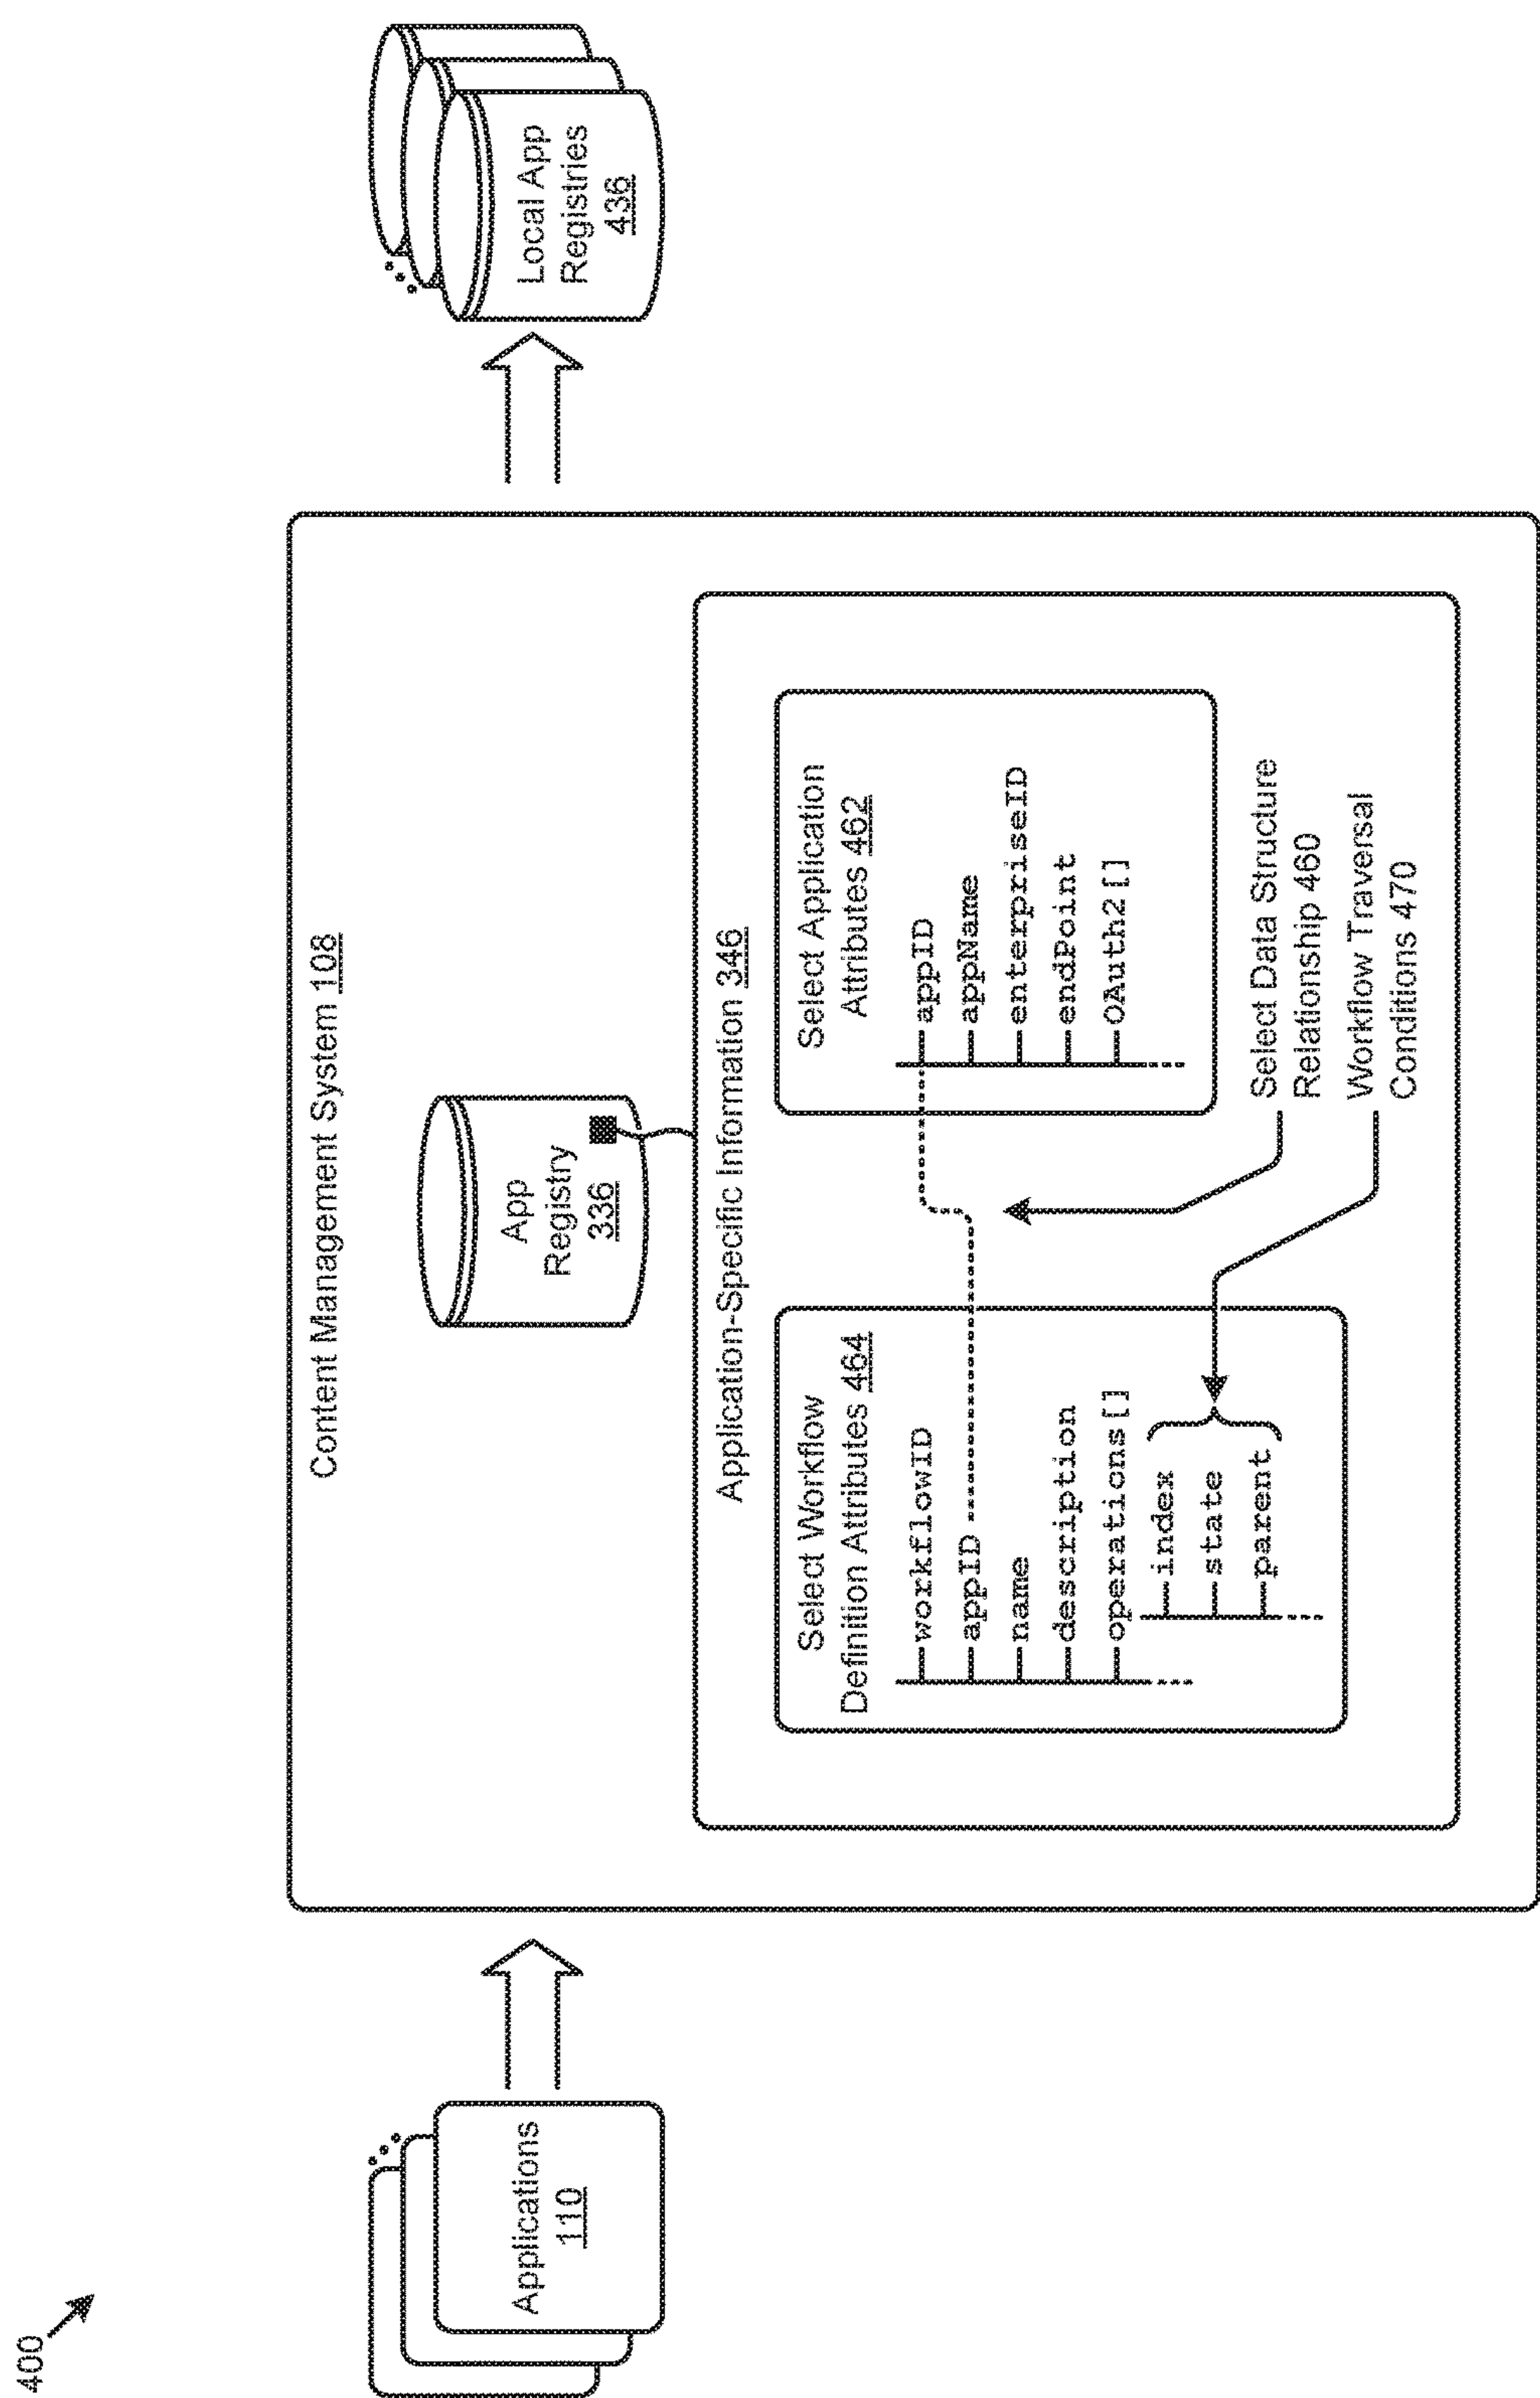 400
Applications
110
Content Management System 108
App
Registry
336
Application-Specific Information 346
Select Workflow
Definition Attributes 464
workflowID
appID
name
description
operations[]
index
state
parent
Select Application
Attributes 462
appID
appName
enterpriseID
endPoint
OAuth2[]
Select Data Structure
Relationship 460
Workflow Traversal
Conditions 470
Local App
Registries
436